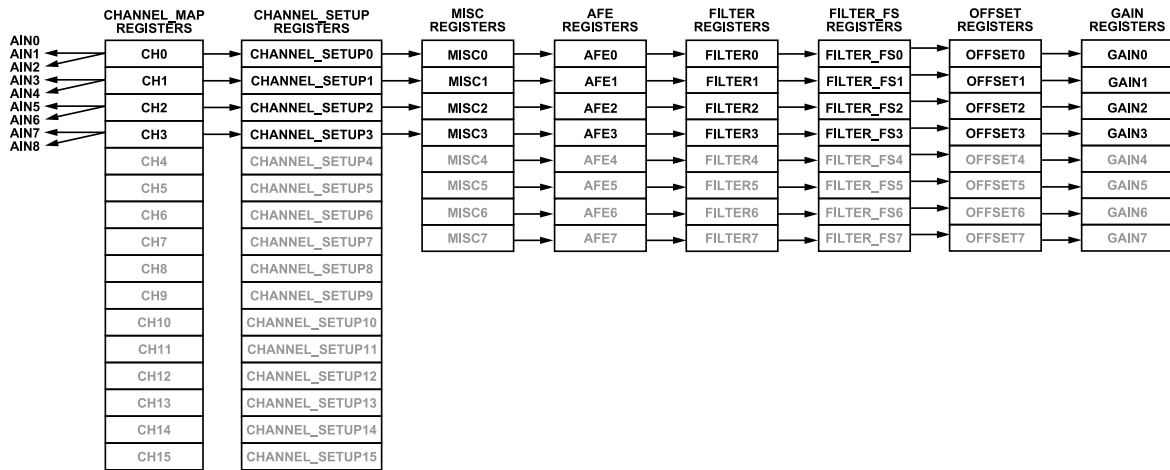 CHANNEL_MAP REGISTERS CHANNEL_SETUP REGISTERS MISC REGISTERS AFE REGISTERS FILTER REGISTERS FILTER_FS REGISTERS OFFSET REGISTERS GAIN REGISTERS
AIN0
AIN1
AIN2
AIN3
AIN4
AIN5
AIN6
AIN7
AIN8
CH0 CHANNEL_SETUP0 MISC0 AFE0 FILTER0 FILTER_FS0 OFFSET0 GAIN0
CH1 CHANNEL_SETUP1 MISC1 AFE1 FILTER1 FILTER_FS1 OFFSET1 GAIN1
CH2 CHANNEL_SETUP2 MISC2 AFE2 FILTER2 FILTER_FS2 OFFSET2 GAIN2
CH3 CHANNEL_SETUP3 MISC3 AFE3 FILTER3 FILTER_FS3 OFFSET3 GAIN3
CH4 CHANNEL_SETUP4 MISC4 AFE4 FILTER4 FILTER_FS4 OFFSET4 GAIN4
CH5 CHANNEL_SETUP5 MISC5 AFE5 FILTER5 FILTER_FS5 OFFSET5 GAIN5
CH6 CHANNEL_SETUP6 MISC6 AFE6 FILTER6 FILTER_FS6 OFFSET6 GAIN6
CH7 CHANNEL_SETUP7 MISC7 AFE7 FILTER7 FILTER_FS7 OFFSET7 GAIN7
CH8 CHANNEL_SETUP8
CH9 CHANNEL_SETUP9
CH10 CHANNEL_SETUP10
CH11 CHANNEL_SETUP11
CH12 CHANNEL_SETUP12
CH13 CHANNEL_SETUP13
CH14 CHANNEL_SETUP14
CH15 CHANNEL_SETUP15